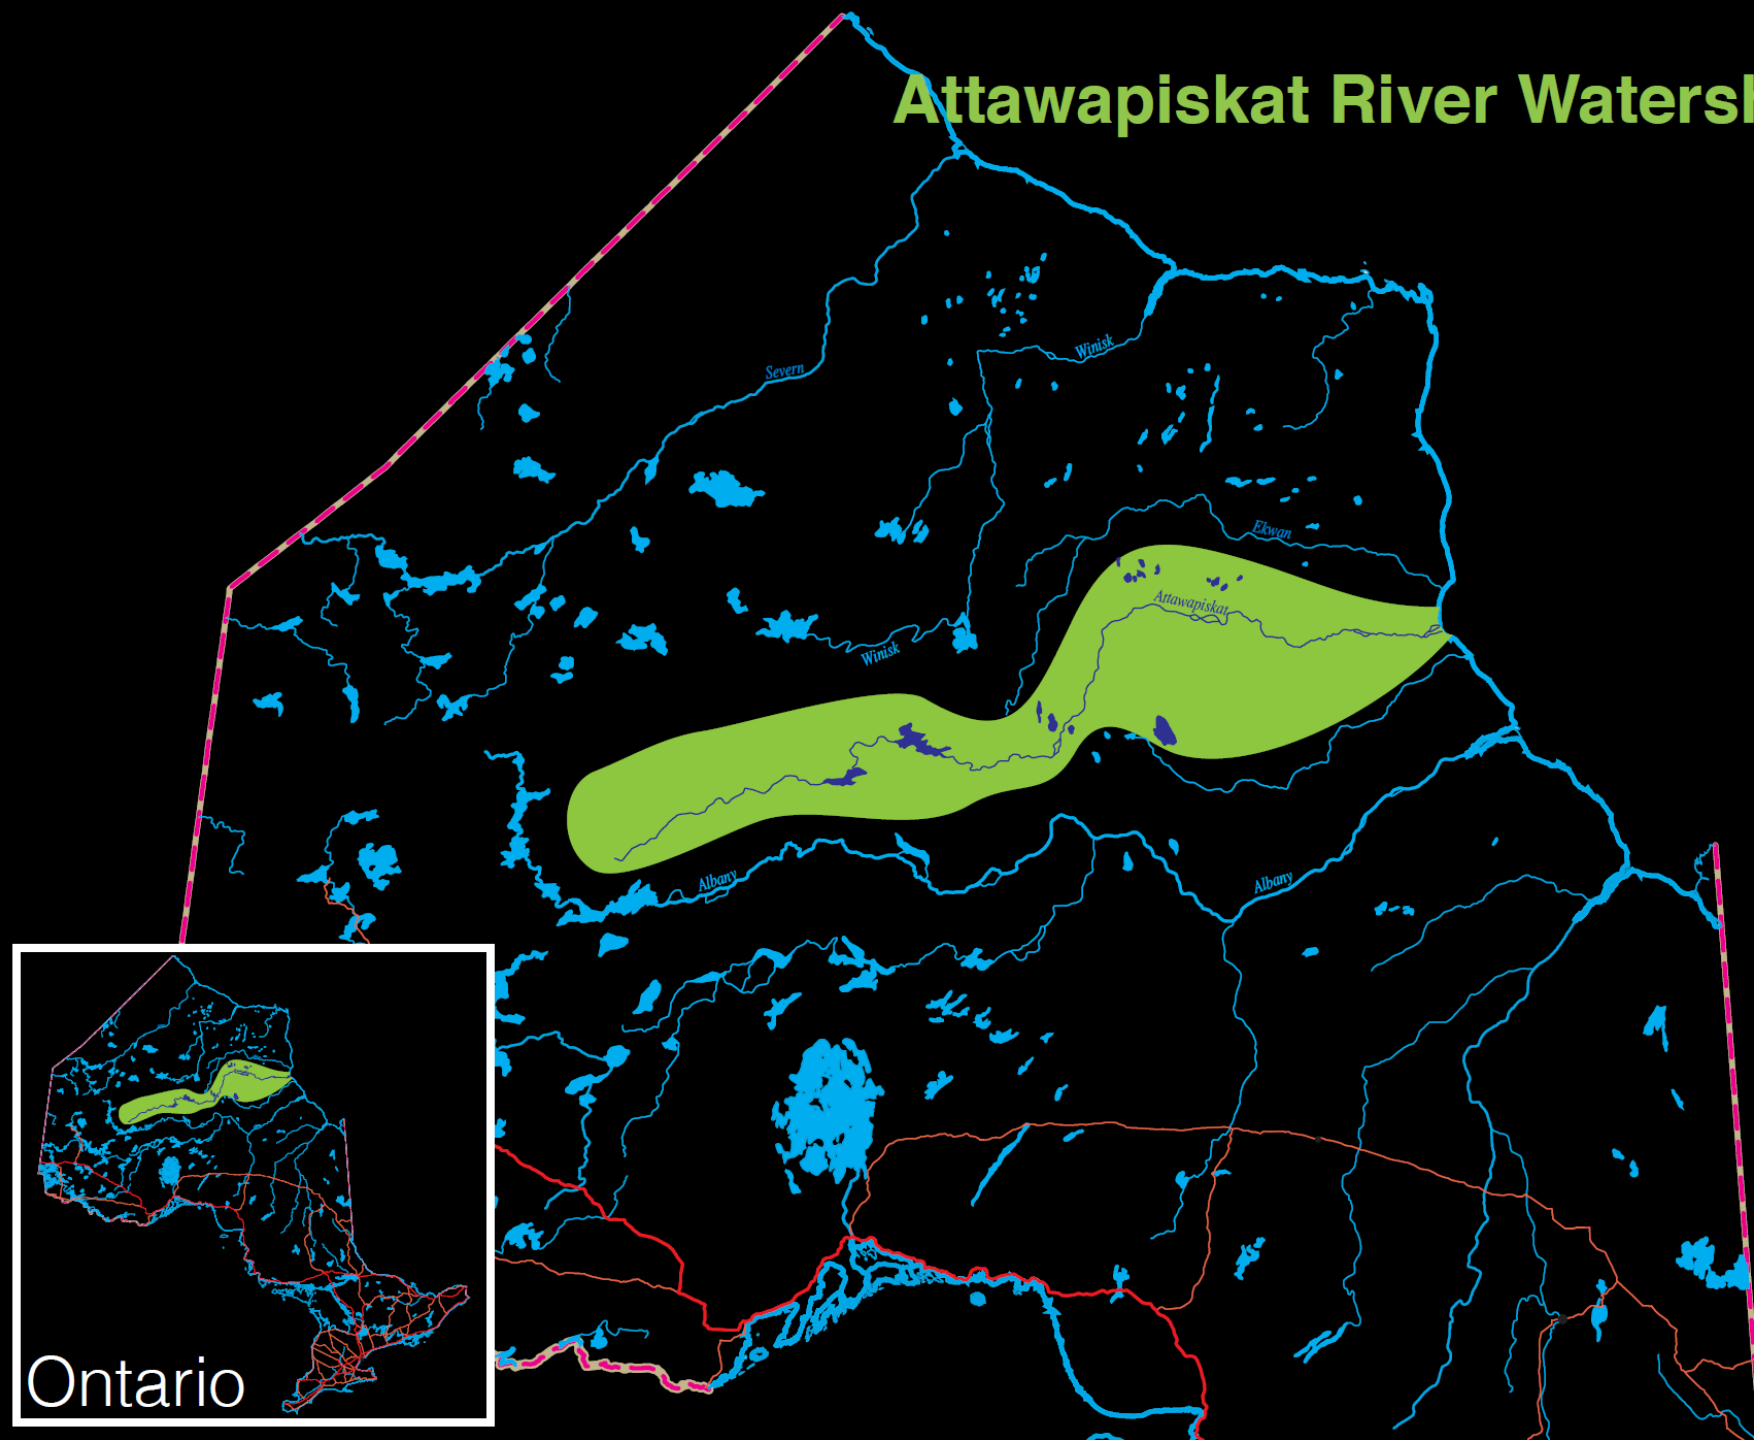 Attawapiskat River Watersh
Winisk
Severn
Ekwan
Attawapiskat
Winisk
Albany
Albany
Ontario